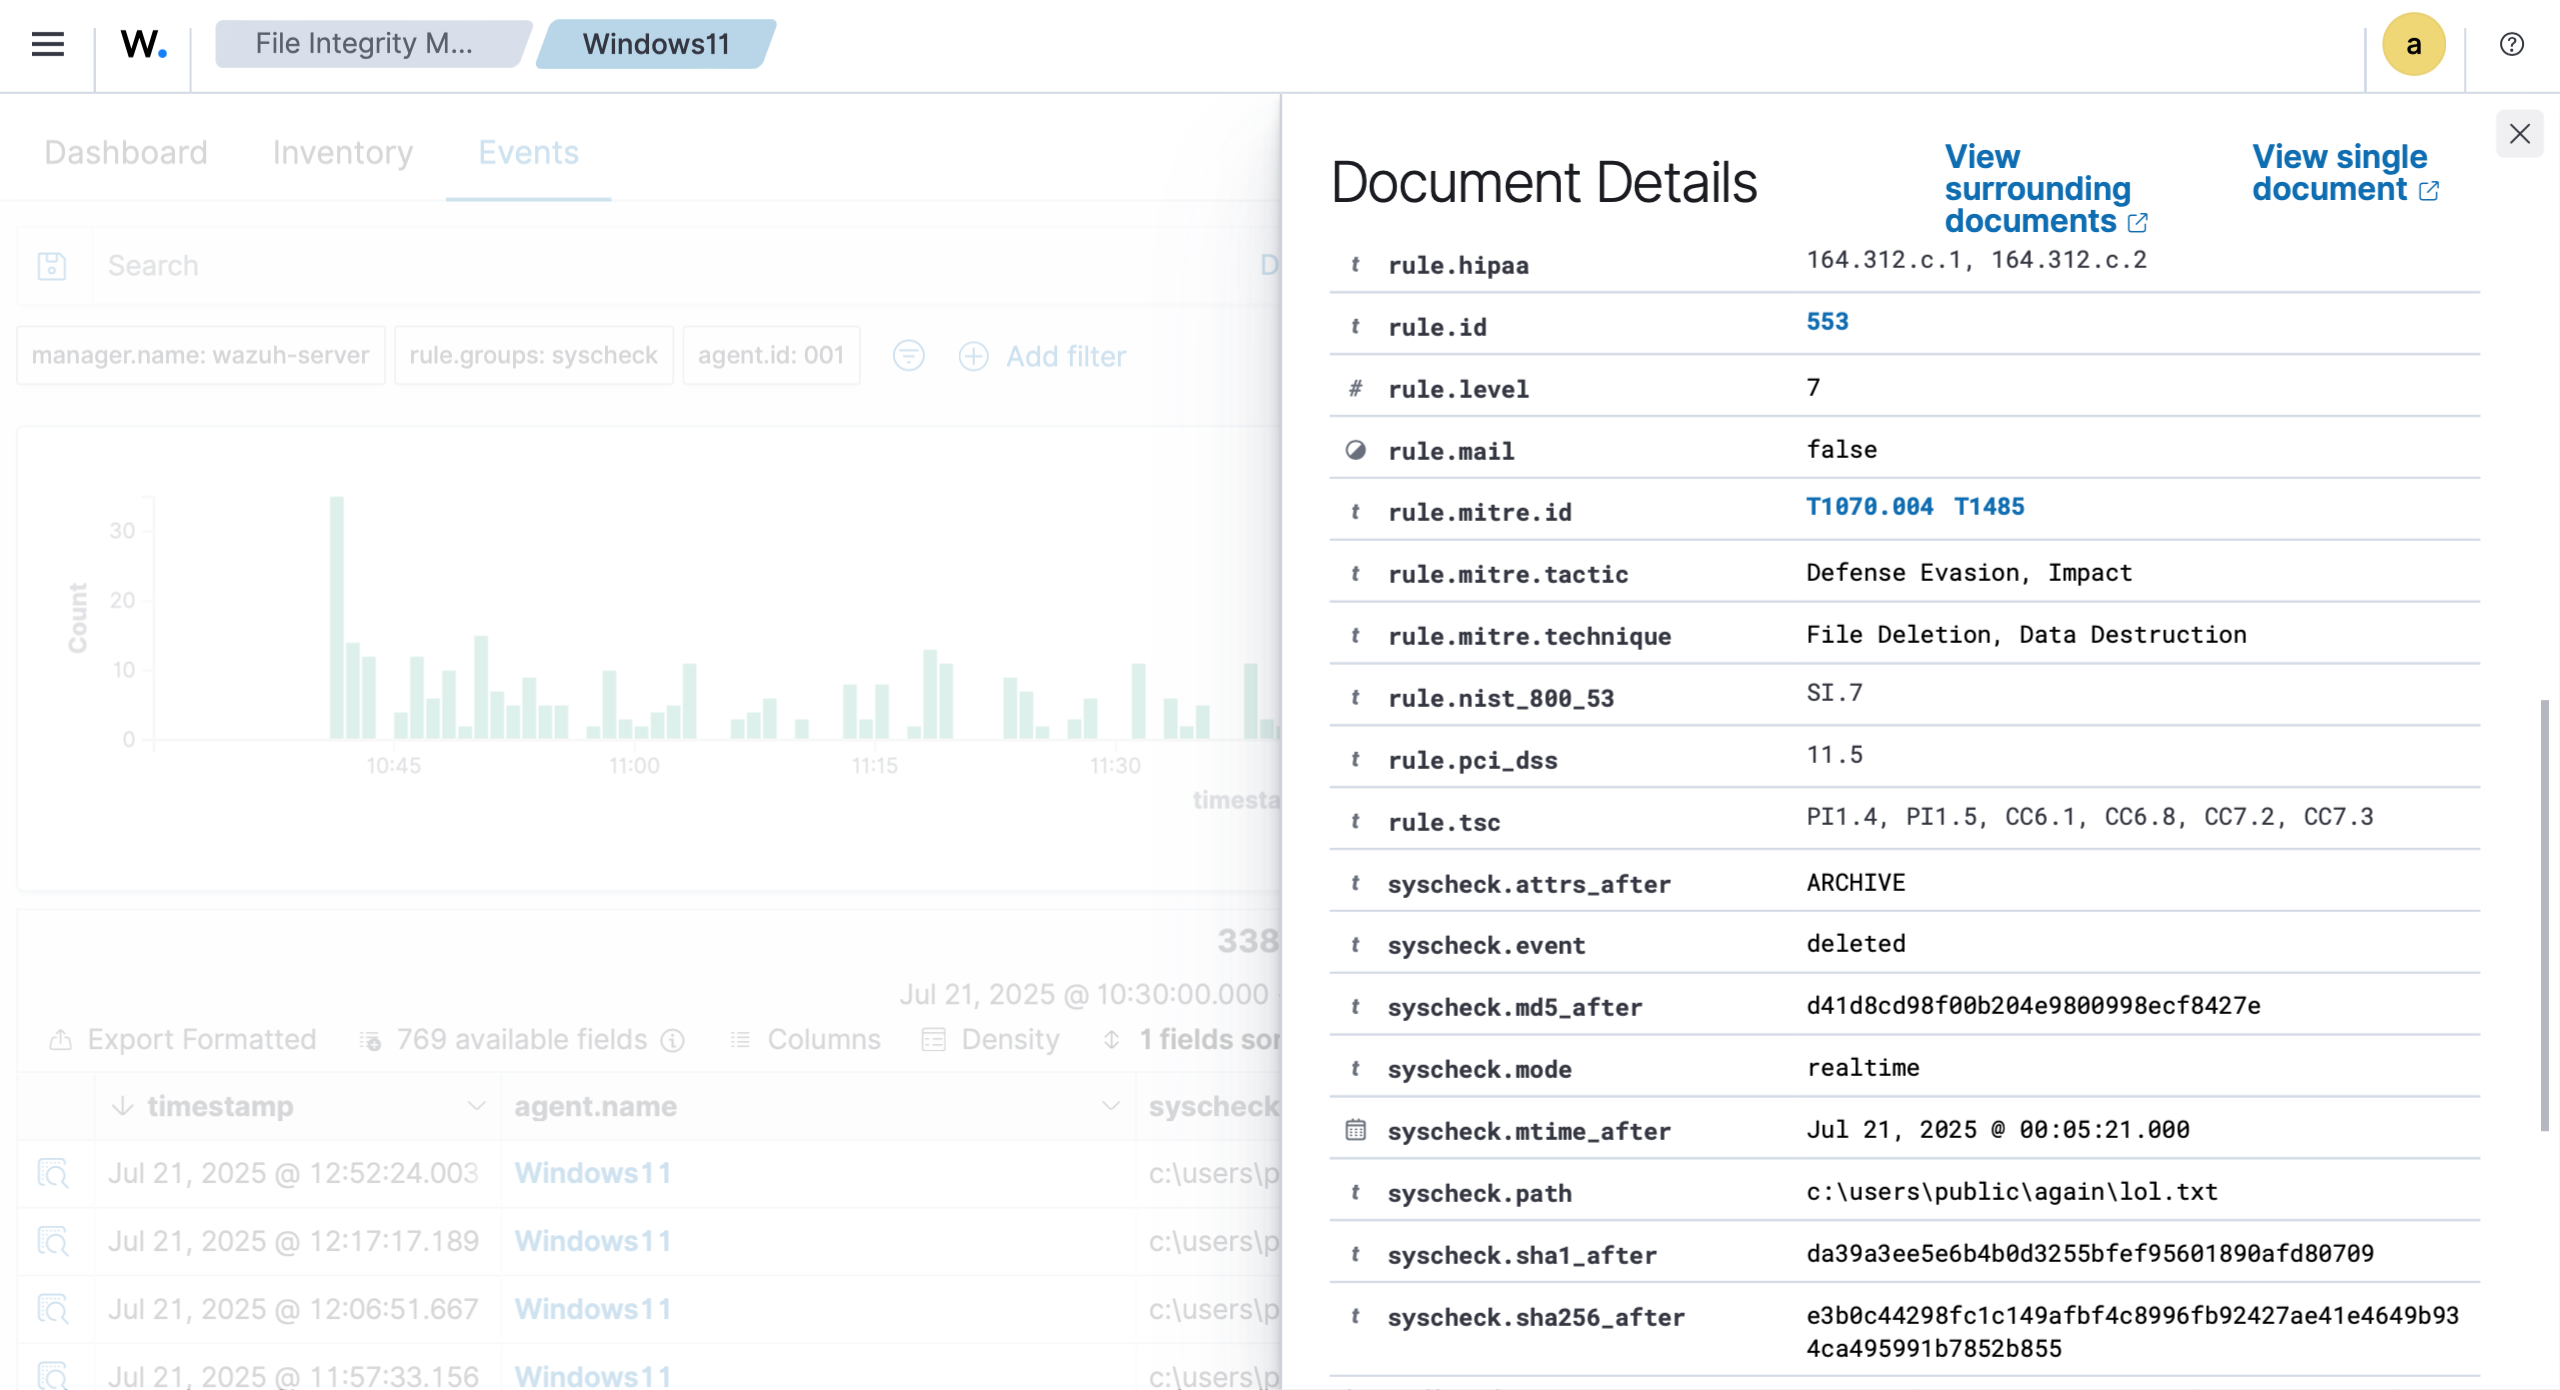 W.
File Integrity M...
Windows11
a
Dashboard
Inventory
Events
Search
D
manager.name: wazuh-server
rule.groups: syscheck
agent.id: 001
Add filter
Count
30
20
10
0
10:45
11:00
11:15
11:30
timesta
338
Jul 21, 2025 @ 10:30:00.000 -
Export Formatted
769 available fields
Columns
Density
1 fields sor
timestamp
agent.name
syscheck
Jul 21, 2025 @ 12:52:24.003
Windows11
c:\users\p
Jul 21, 2025 @ 12:17:17.189
Windows11
c:\users\p
Jul 21, 2025 @ 12:06:51.667
Windows11
c:\users\p
Jul 21, 2025 @ 11:57:33.156
Windows11
c:\users\p
Document Details
View
surrounding
documents
View single
document
t rule.hipaa 164.312.c.1, 164.312.c.2
t rule.id 553
# rule.level 7
rule.mail false
t rule.mitre.id T1070.004 T1485
t rule.mitre.tactic Defense Evasion, Impact
t rule.mitre.technique File Deletion, Data Destruction
t rule.nist_800_53 SI.7
t rule.pci_dss 11.5
t rule.tsc PI1.4, PI1.5, CC6.1, CC6.8, CC7.2, CC7.3
t syscheck.attrs_after ARCHIVE
t syscheck.event deleted
t syscheck.md5_after d41d8cd98f00b204e9800998ecf8427e
t syscheck.mode realtime
syscheck.mtime_after Jul 21, 2025 @ 00:05:21.000
t syscheck.path c:\users\public\again\lol.txt
t syscheck.sha1_after da39a3ee5e6b4b0d3255bfef95601890afd80709
t syscheck.sha256_after e3b0c44298fc1c149afbf4c8996fb92427ae41e4649b93
4ca495991b7852b855